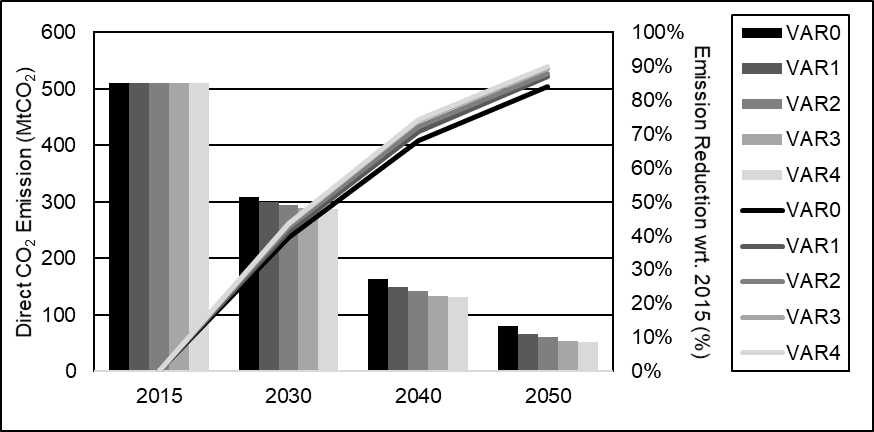 600
500
400
300
200
100
0
Direct CO₂ Emission (MtCO₂)
2015
2030
2040
2050
100%
90%
80%
70%
60%
50%
40%
30%
20%
10%
0%
Emission Reduction wrt. 2015 (%)
VAR0
VAR1
VAR2
VAR3
VAR4
VAR0
VAR1
VAR2
VAR3
VAR4